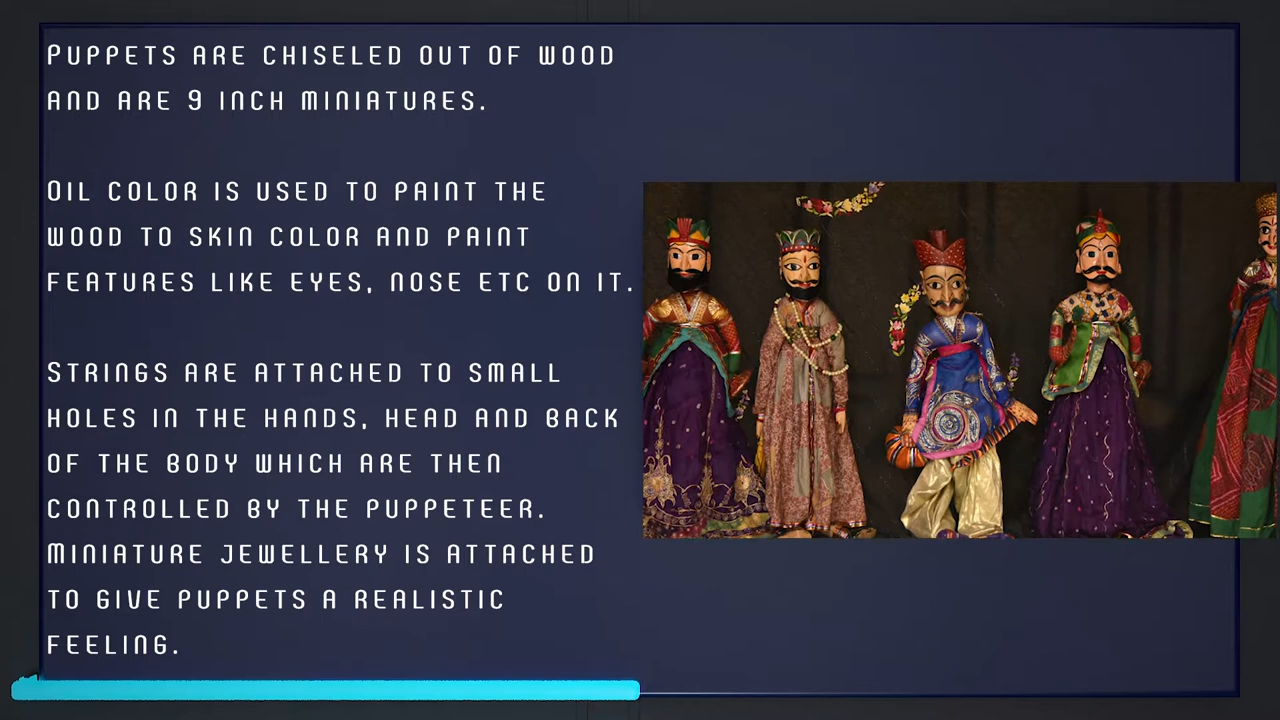 Puppets are chiseled out of wood
and are 9 inch miniatures.
Oil color is used to paint the
wood to skin color and paint
features like eyes, nose etc on it.
Strings are attached to small
holes in the hands, head and back
of the body which are then
controlled by the puppeteer.
Miniature jewellery is attached
to give puppets a realistic
feeling.